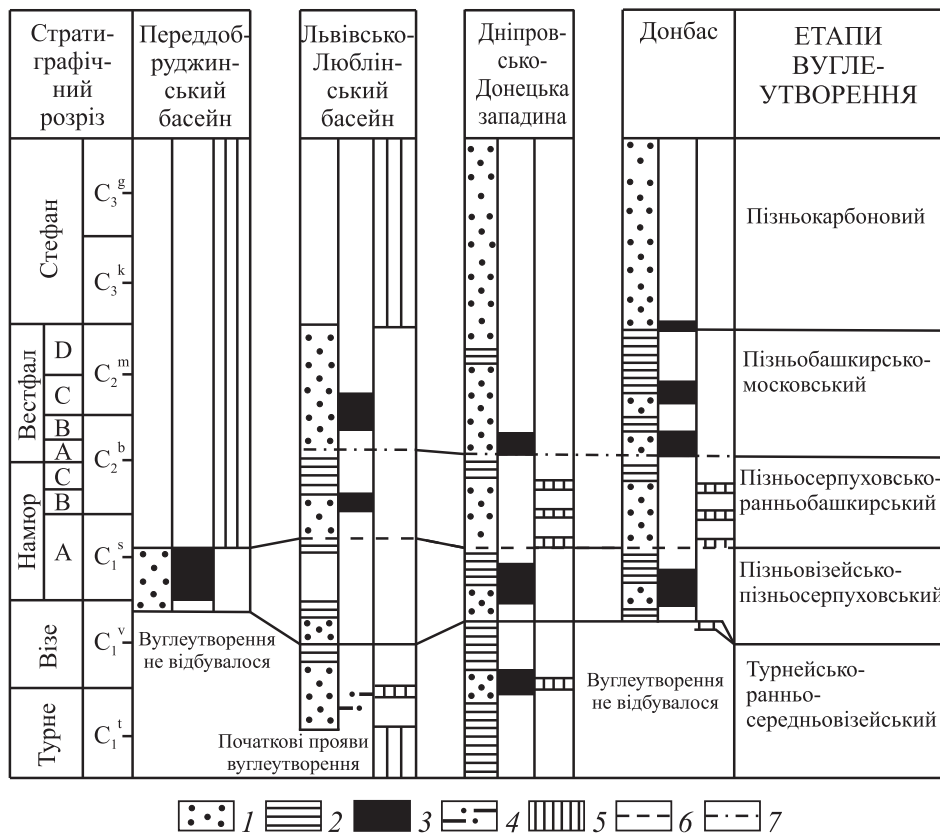 Страти-
графіч-
ний
розріз
Переддоб-
руджин-
ський
басейн
Львівсько-
Люблін-
ський
басейн
Дніпров-
сько-
Донецька
западина
Донбас
ЕТАПИ
ВУГЛЕ-
УТВОРЕННЯ
Стефан
C₃ᵍ
C₃ᵏ
Пізньокарбоновий
Вестфал
D
C
B
A
C₂ᵐ
C₂ᵇ
Пізньобашкирсько-
московський
Намюр
C
B
A
C₁ˢ
Пізньосерпуховсько-
ранньобашкирський
Пізньовізейсько-
пізньосерпуховський
Візе
C₁ᵛ
Вуглеутворення
не відбувалося
Турне
C₁ᵗ
Початкові прояви
вуглеутворення
Вуглеутворення
не відбувалося
Турнейсько-
ранньо-
середньовізейський
1 2 3 4 5 6 7